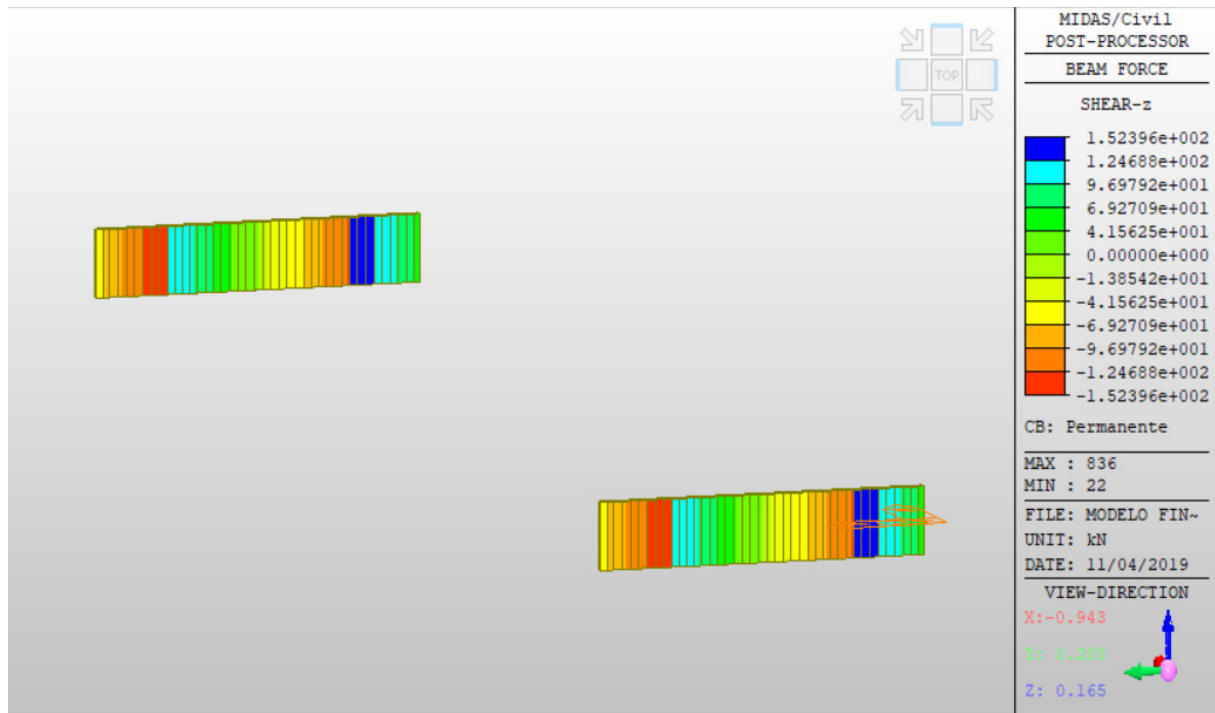 TOP
MIDAS/Civil
POST-PROCESSOR
BEAM FORCE
SHEAR-z
1.52396e+002
1.24688e+002
9.69792e+001
6.92709e+001
4.15625e+001
0.00000e+000
-1.38542e+001
-4.15625e+001
-6.92709e+001
-9.69792e+001
-1.24688e+002
-1.52396e+002
CB: Permanente
MAX : 836
MIN : 22
FILE: MODELO FIN~
UNIT: kN
DATE: 11/04/2019
VIEW-DIRECTION
X:-0.943
Z: 0.165